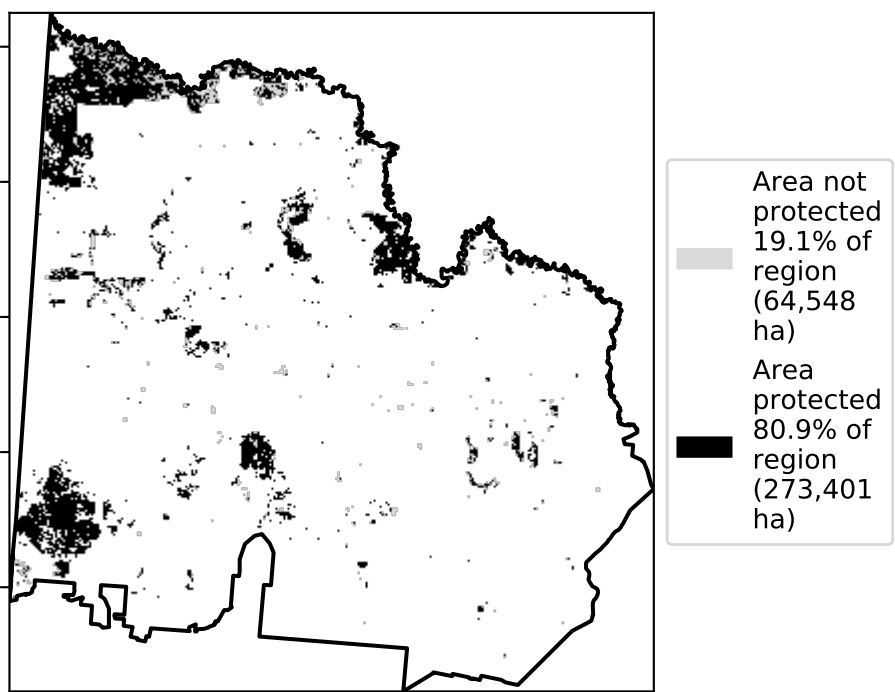 Area not
protected
19.1% of
region
(64,548
ha)
Area
protected
80.9% of
region
(273,401
ha)